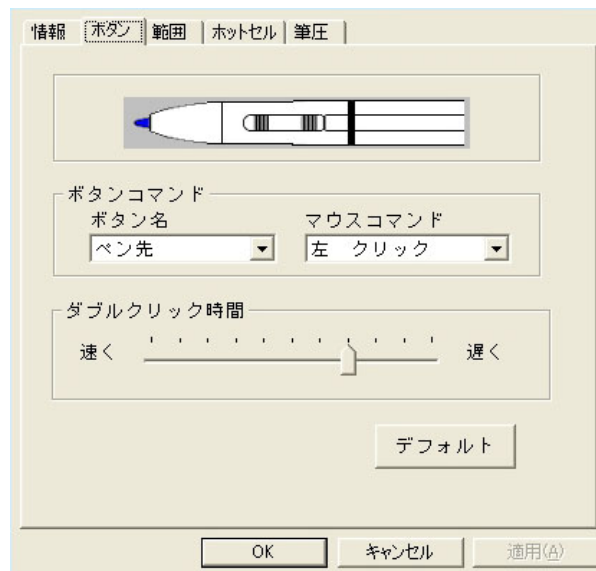 情報 ボタン 範囲 ホットセル 筆圧
ボタンコマンド
ボタン名 マウスコマンド
ペン先 左 クリック
ダブルクリック時間
速く 遅く
デフォルト
OK キャンセル 適用(A)